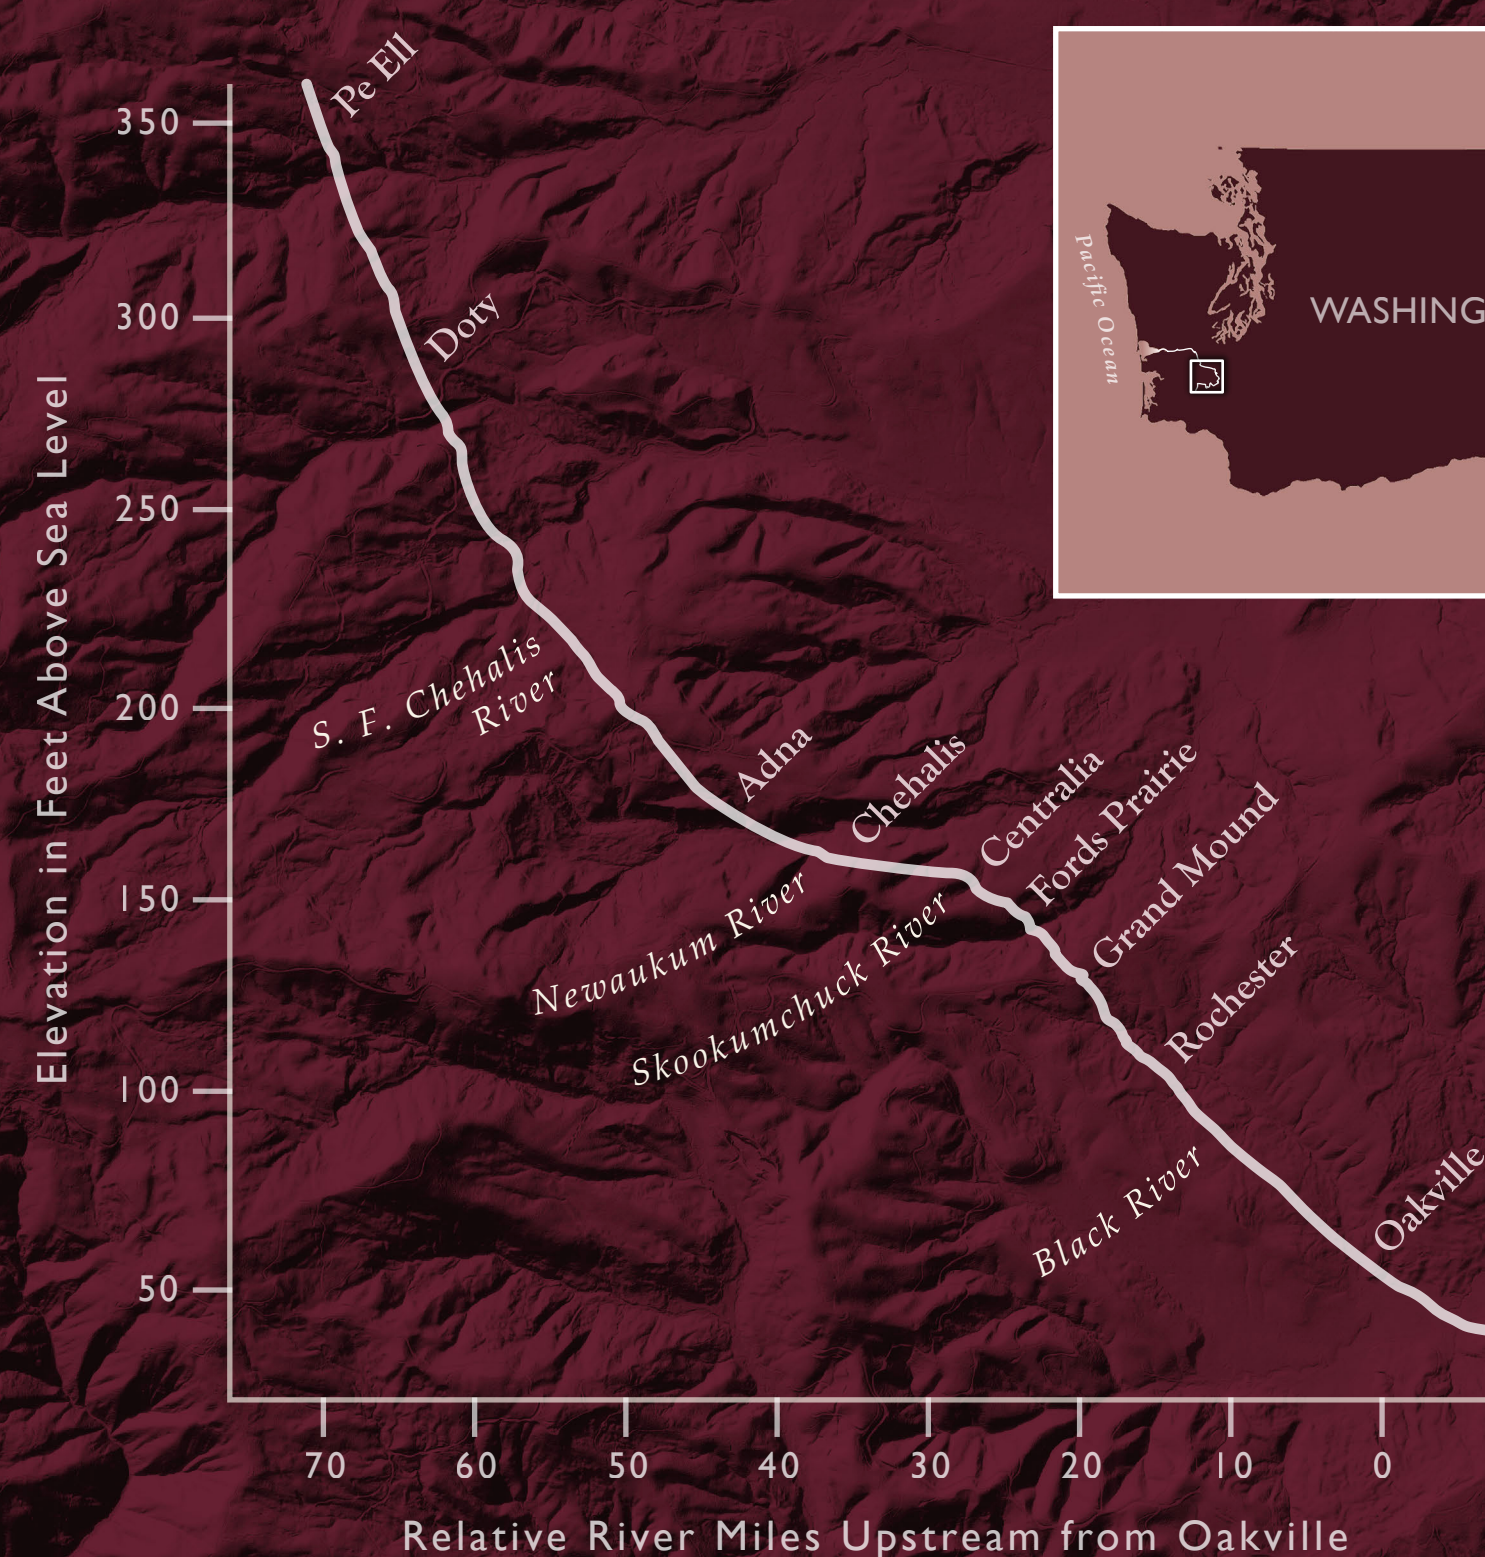 Pe Ell
350
Pacific Ocean
WASHING
300
Doty
250
Elevation in Feet Above Sea Level
S. F. Chehalis
River
200
Adna
Chehalis
Centralia
Fords Prairie
Grand Mound
150
Newaukum River
Skookumchuck River
Rochester
100
Black River
Oakville
50
70 60 50 40 30 20 10 0
Relative River Miles Upstream from Oakville